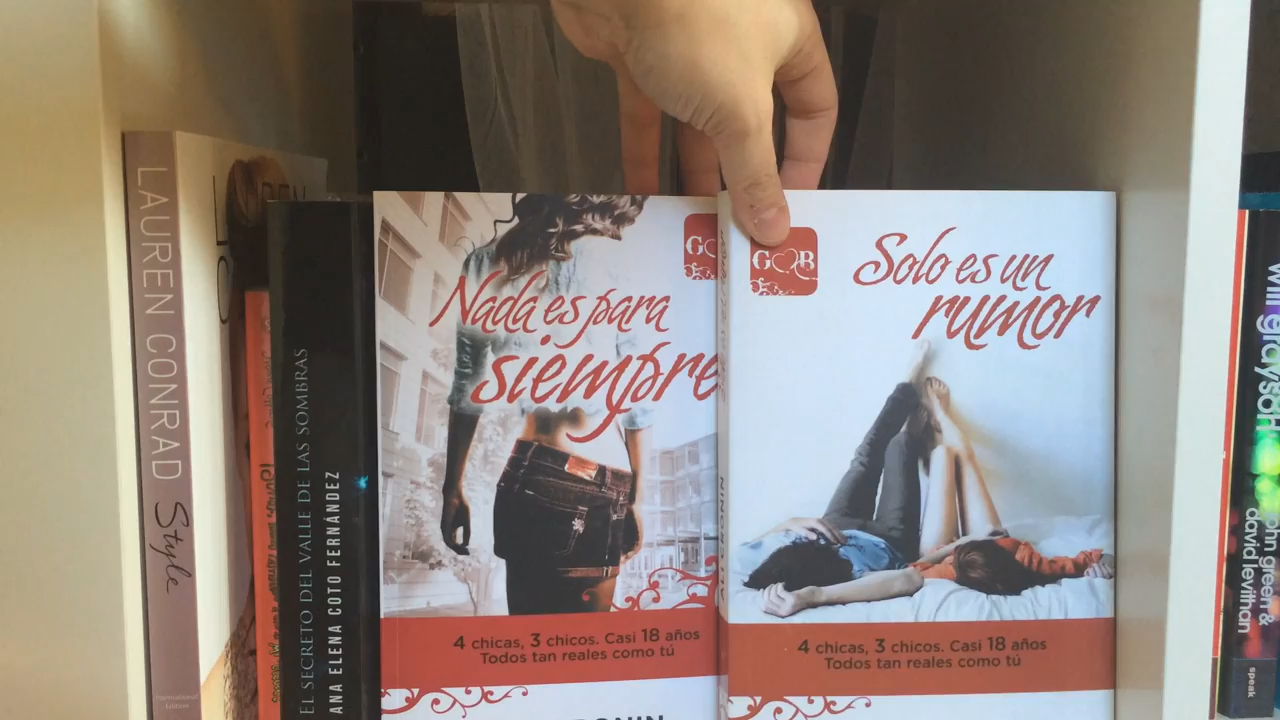 LAUREN CONRAD Style
International
Edition
EL SECRETO DEL VALLE DE LAS SOMBRAS
ANA ELENA COTO FERNÁNDEZ
Nada es para
siempre
4 chicas, 3 chicos. Casi 18 años
Todos tan reales como tú
G B
Solo es un
rumor
4 chicas, 3 chicos. Casi 18 años
Todos tan reales como tú
will grayson
john green &
david levithan
speak